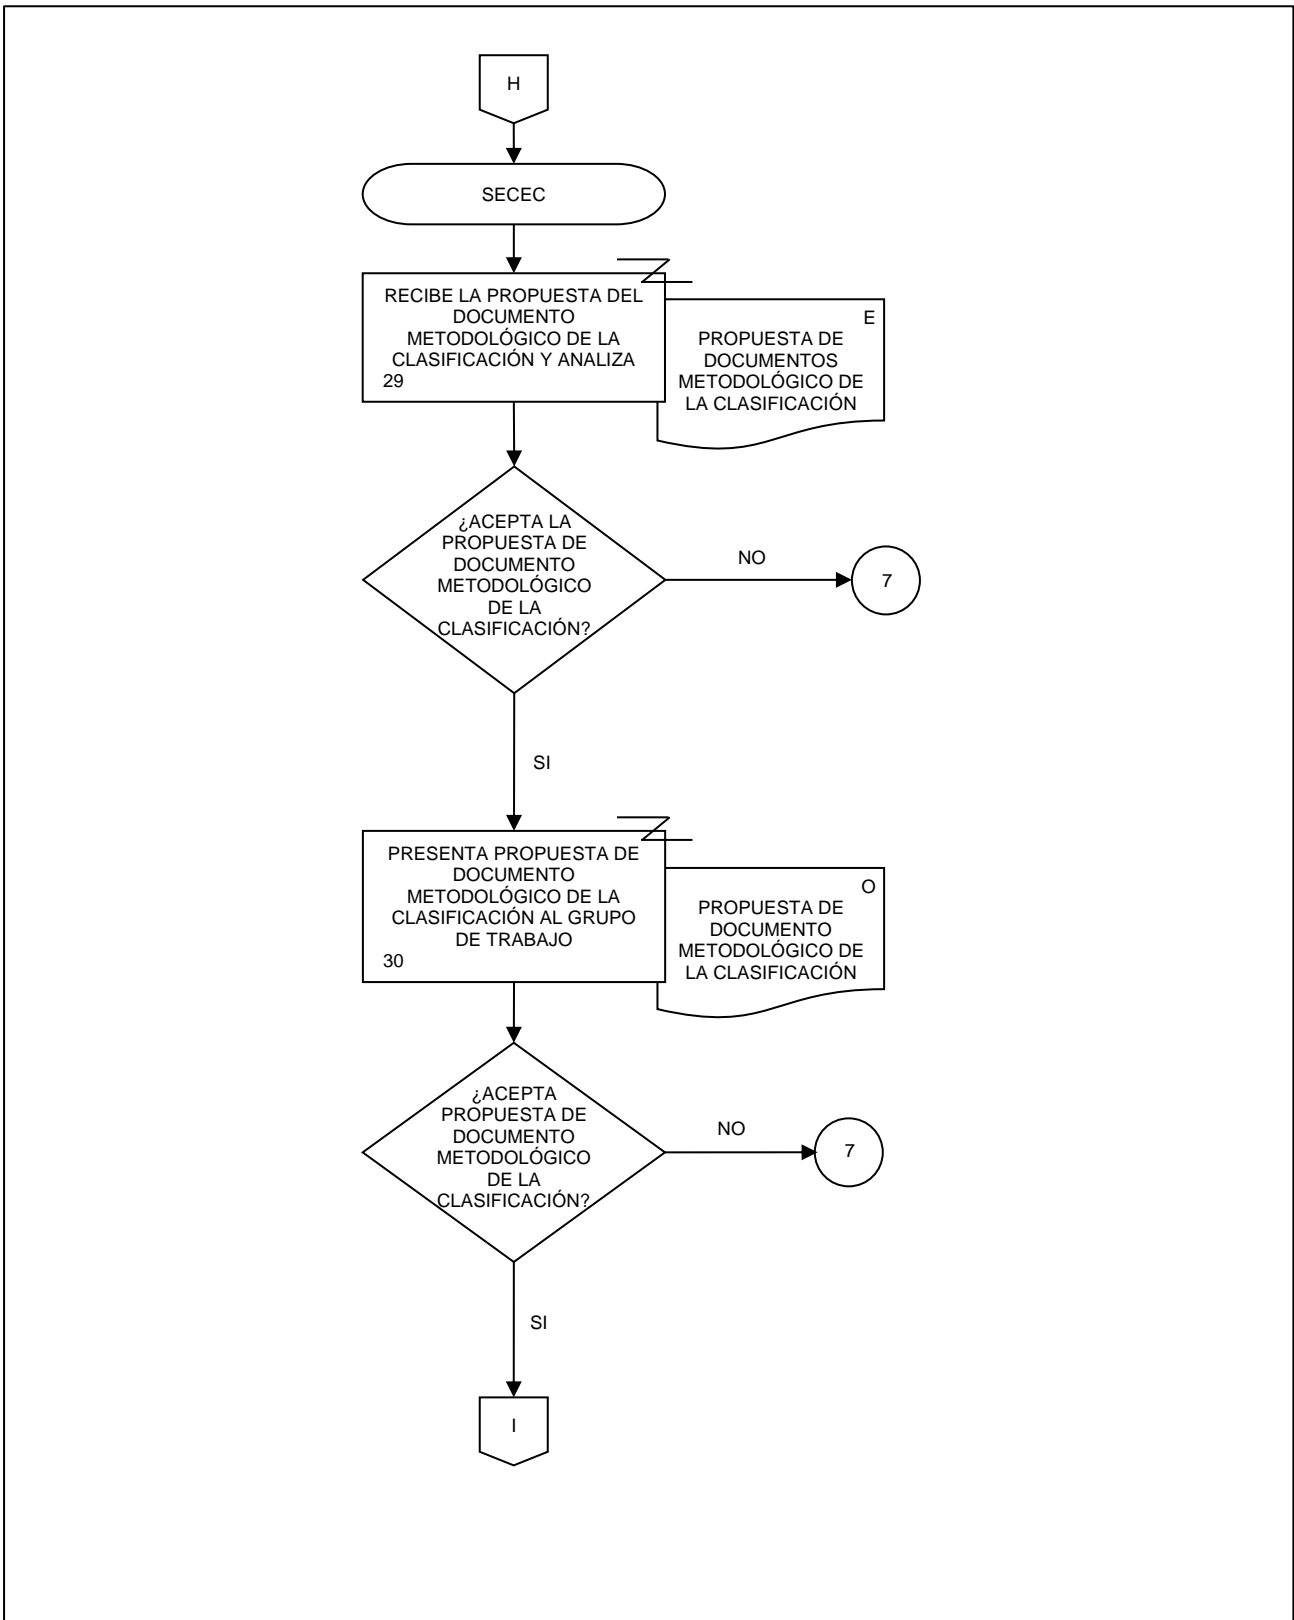 H
SECEC
RECIBE LA PROPUESTA DEL
DOCUMENTO
METODOLÓGICO DE LA
CLASIFICACIÓN Y ANALIZA
29
E
PROPUESTA DE
DOCUMENTOS
METODOLÓGICO DE
LA CLASIFICACIÓN
¿ACEPTA LA
PROPUESTA DE
DOCUMENTO
METODOLÓGICO
DE LA
CLASIFICACIÓN?
NO
7
SI
PRESENTA PROPUESTA DE
DOCUMENTO
METODOLÓGICO DE LA
CLASIFICACIÓN AL GRUPO
DE TRABAJO
30
O
PROPUESTA DE
DOCUMENTO
METODOLÓGICO DE
LA CLASIFICACIÓN
¿ACEPTA
PROPUESTA DE
DOCUMENTO
METODOLÓGICO
DE LA
CLASIFICACIÓN?
NO
7
SI
I